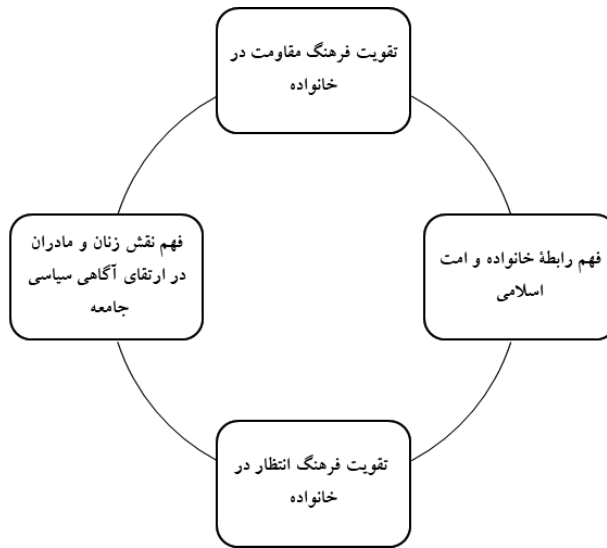 تقویت فرهنگ مقاومت در
خانواده
فهم رابطهٔ خانواده و امت
اسلامی
فهم نقش زنان و مادران
در ارتقای آگاهی سیاسی
جامعه
تقویت فرهنگ انتظار در
خانواده